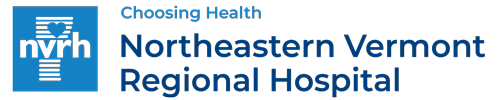 Choosing Health
nvrh
Northeastern Vermont
Regional Hospital